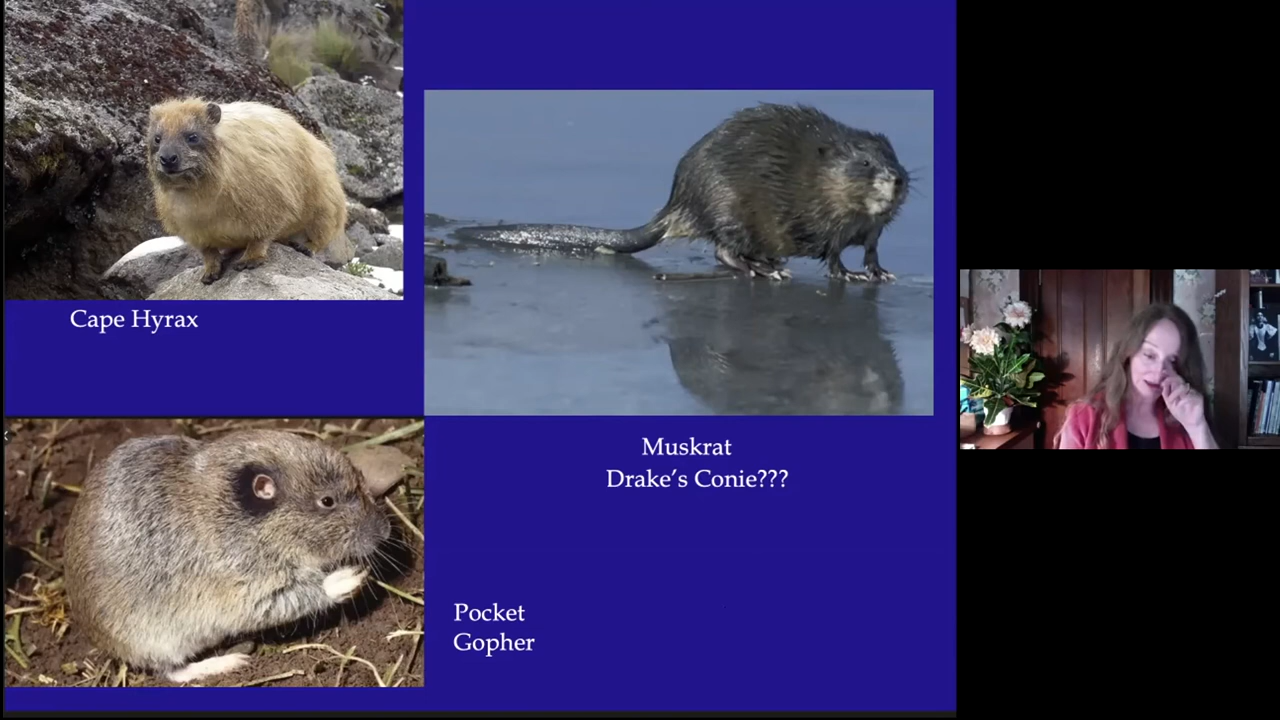 Cape Hyrax
Muskrat
Drake’s Conie???
Pocket
Gopher